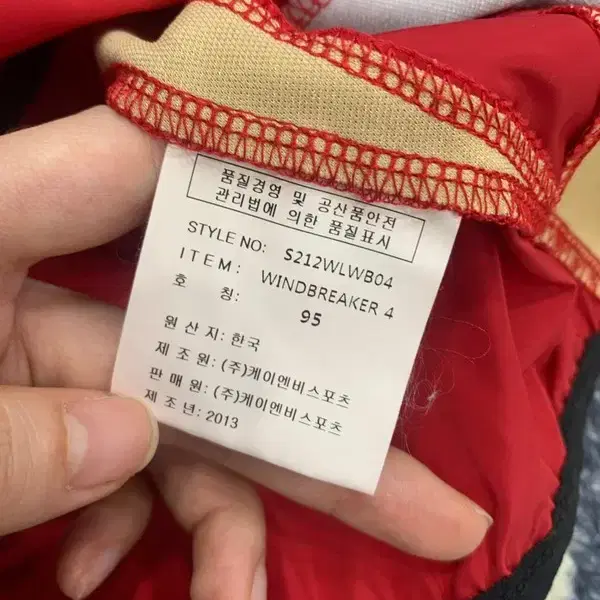 품질경영 및 공산품안전
관리법에 의한 품질표시
STYLE NO: S212WLWB04
ITEM: WINDBREAKER 4
호 칭: 95
원 산 지: 한국
제 조 원: (주)케이엔비스포츠
판 매 원: (주)케이엔비스포츠
제 조 년: 2013